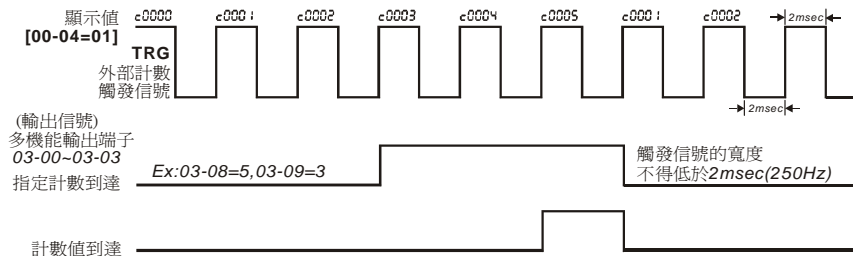 顯示值 c0000 c0001 c0002 c0003 c0004 c0005 c0001 c0002 2msec
[00-04=01]
TRG
外部計數
觸發信號
2msec
(輸出信號)
多機能輸出端子
03-00~03-03
指定計數到達
Ex:03-08=5,03-09=3
觸發信號的寬度
不得低於2msec(250Hz)
計數值到達